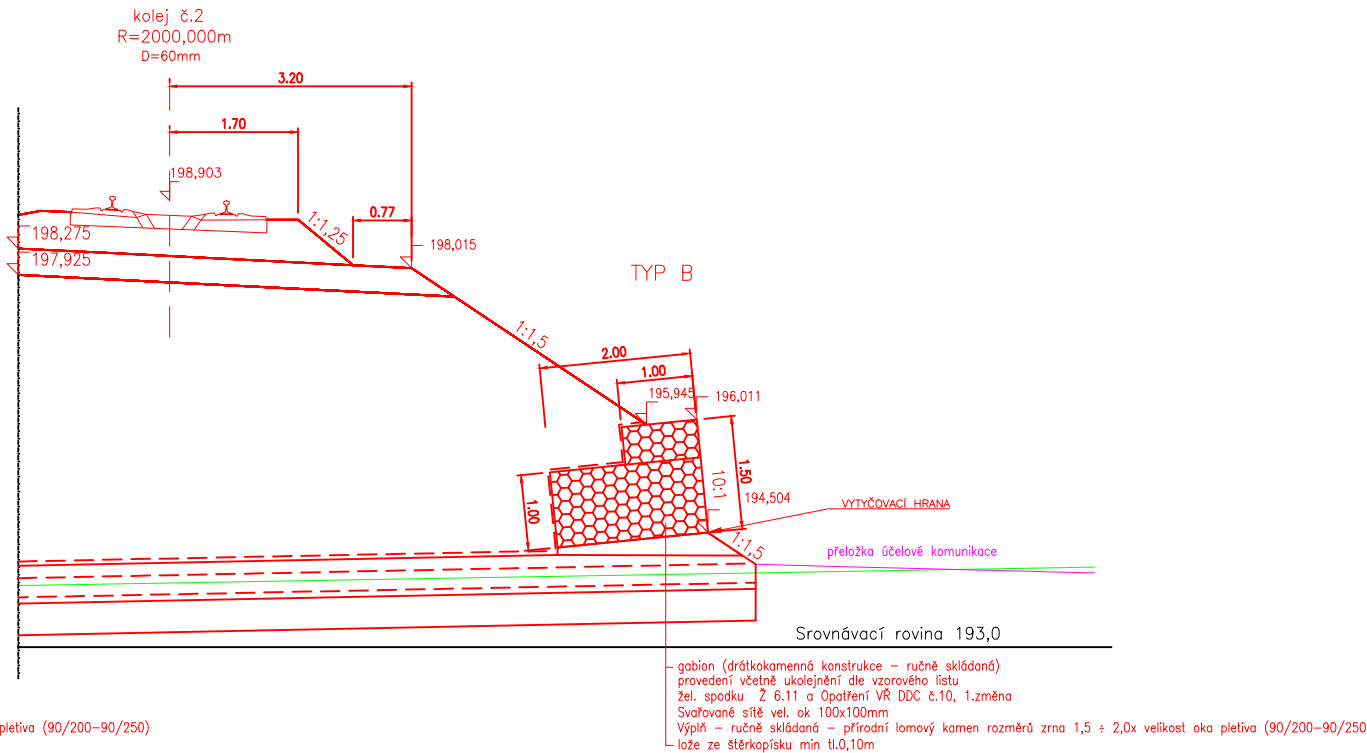 kolej č.2
R=2000,000m
D=60mm
3.20
1.70
198,903
1:1,25
0.77
198,275
198,015
197,925
TYP B
1:1,5
2.00
1.00
195,945
196,011
1.50
10:1
1.00
194,504
VYTYČOVACÍ HRANA
1:1,5
přeložka účelové komunikace
Srovnávací rovina 193,0
gabion (drátkokamenná konstrukce – ručně skládaná)
provedení včetně ukolejnění dle vzorového listu
žel. spodku Ž 6.11 a Opatření VŘ DDC č.10, 1.změna
Svařované sítě vel. ok 100x100mm
pletiva (90/200–90/250)
Výplň – ručně skládaná – přírodní lomový kamen rozměrů zrna 1,5 ÷ 2,0x velikost oka pletiva (90/200–90/250
lože ze štěrkopísku min tl.0,10m